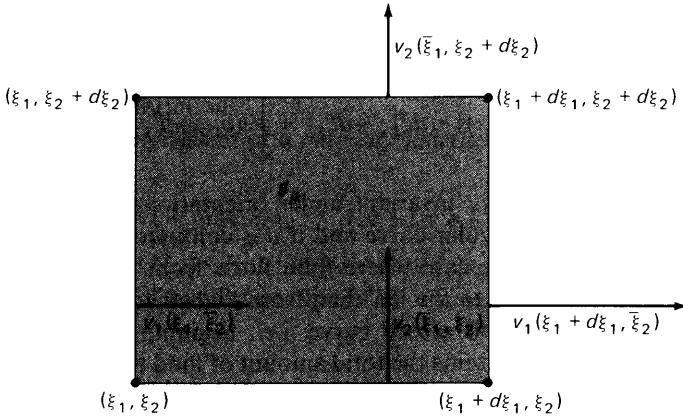 v₂(ξ̅₁, ξ₂ + dξ₂)
(ξ₁, ξ₂ + dξ₂)
(ξ₁ + dξ₁, ξ₂ + dξ₂)
v₁(ξ₁, ξ̅₂)
v₂(ξ̅₁, ξ₂)
v₁(ξ₁ + dξ₁, ξ̅₂)
(ξ₁, ξ₂)
(ξ₁ + dξ₁, ξ₂)